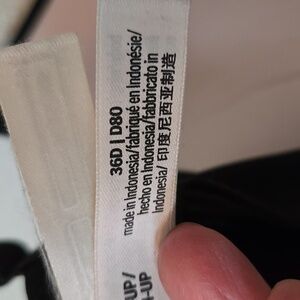 36D | D80
made in Indonesia/fabriqué en Indonésie/
hecho en Indonesia/fabbricato in
Indonesia/ 印度尼西亚制造
UP/
-UP